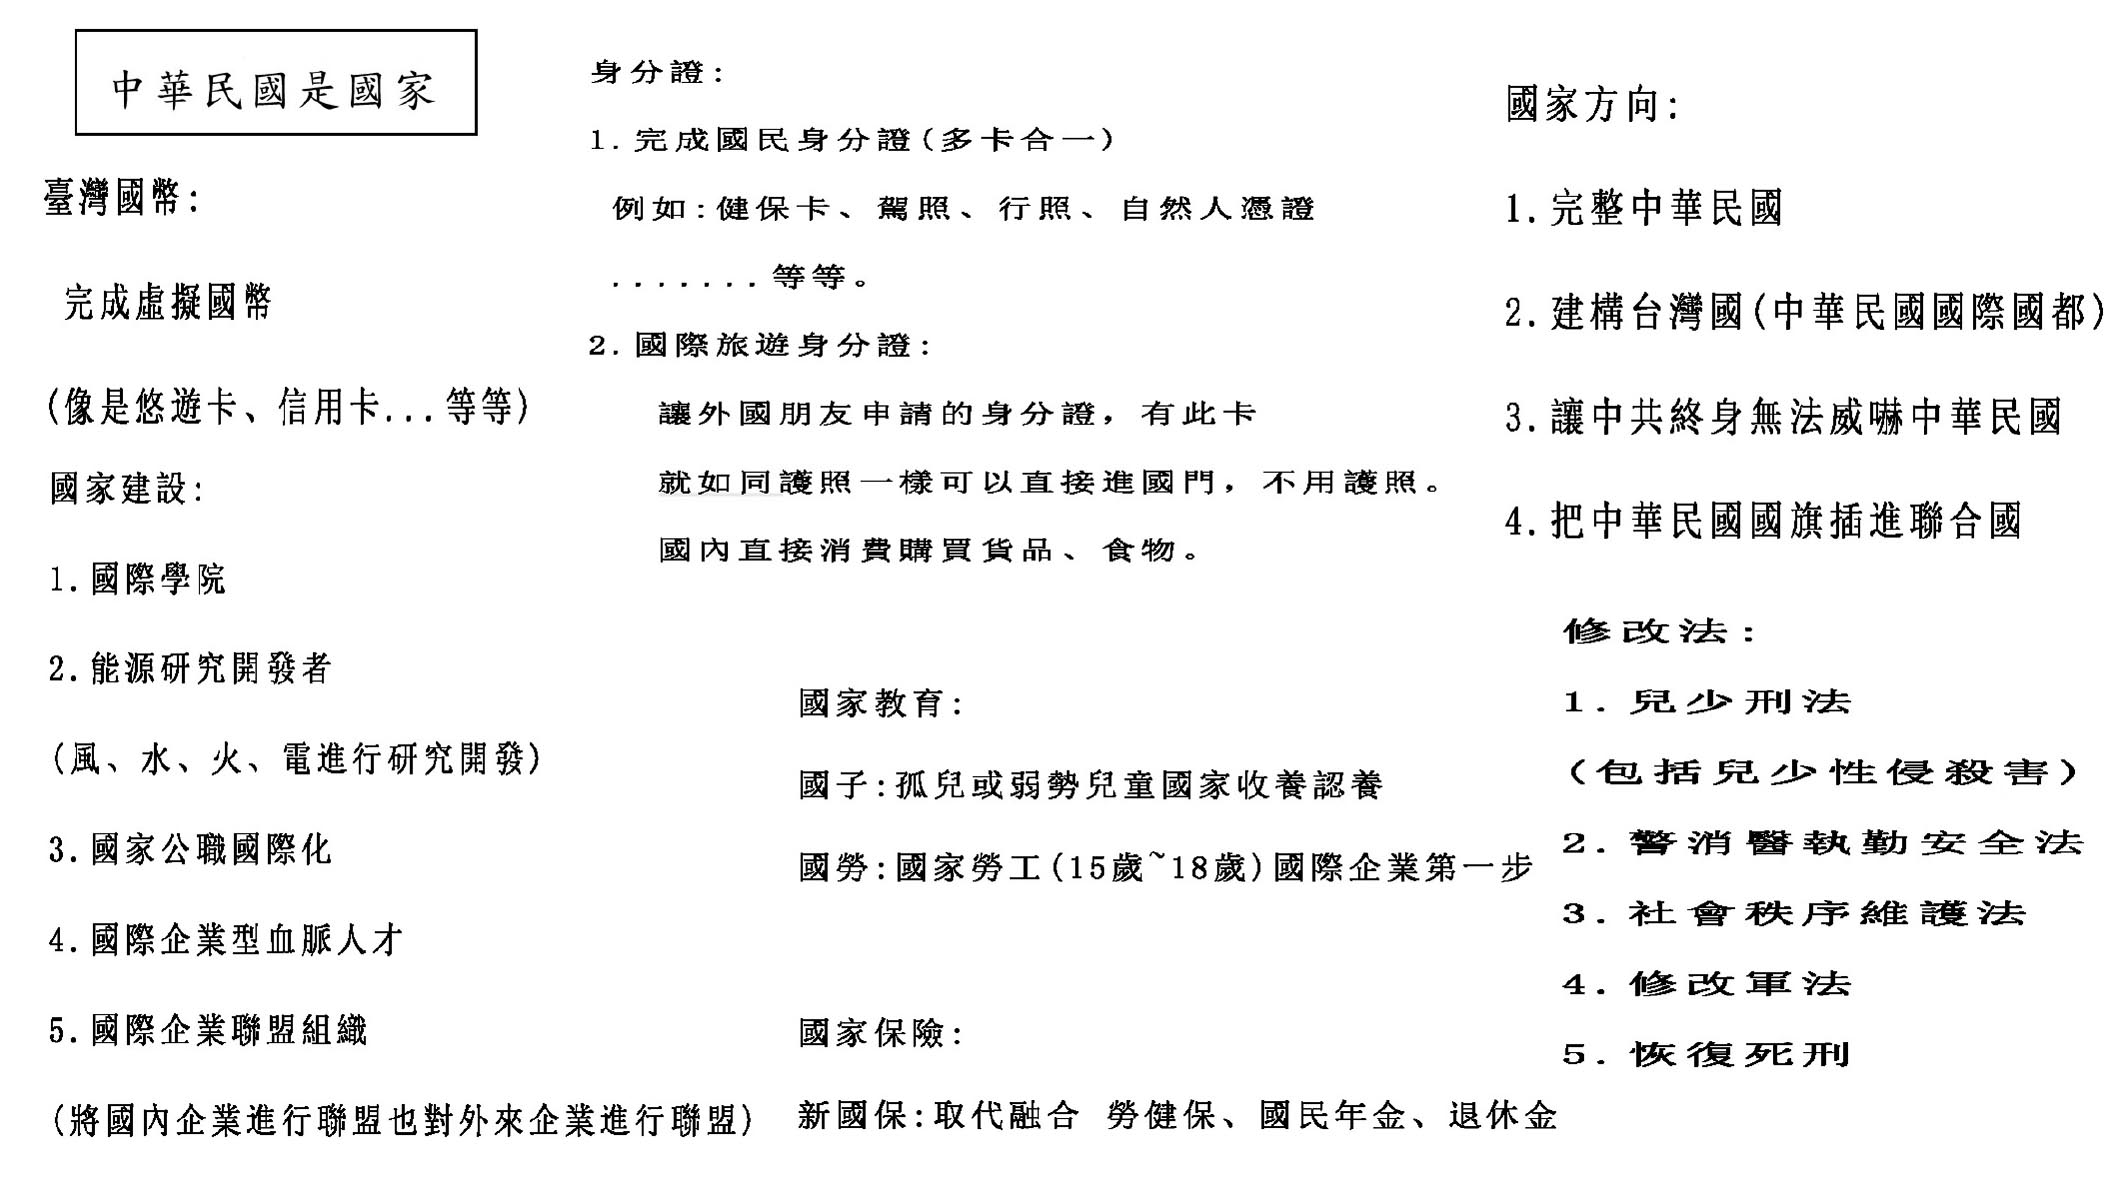 中華民國是國家
臺灣國幣:
完成虛擬國幣
(像是悠遊卡、信用卡...等等)
國家建設:
1.國際學院
2.能源研究開發者
(風、水、火、電進行研究開發)
3.國家公職國際化
4.國際企業型血脈人才
5.國際企業聯盟組織
(將國內企業進行聯盟也對外來企業進行聯盟)
身分證:
1.完成國民身分證(多卡合一)
例如:健保卡、駕照、行照、自然人憑證
.......等等。
2.國際旅遊身分證:
讓外國朋友申請的身分證，有此卡
就如同護照一樣可以直接進國門，不用護照。
國內直接消費購買貨品、食物。
國家教育:
國子:孤兒或弱勢兒童國家收養認養
國勞:國家勞工(15歲~18歲)國際企業第一步
國家保險:
新國保:取代融合 勞健保、國民年金、退休金
國家方向:
1.完整中華民國
2.建構台灣國(中華民國國際國都)
3.讓中共終身無法威嚇中華民國
4.把中華民國國旗插進聯合國
修改法:
1.兒少刑法
(包括兒少性侵殺害)
2.警消醫執勤安全法
3.社會秩序維護法
4.修改軍法
5.恢復死刑